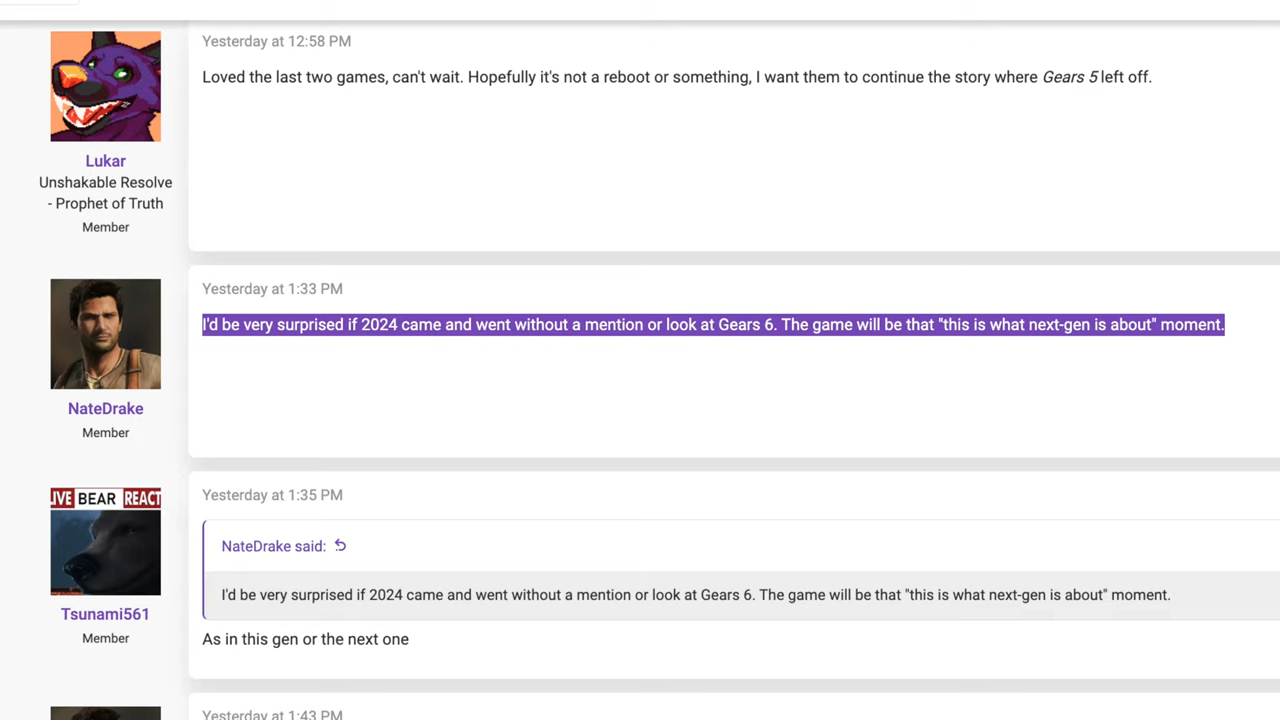 Yesterday at 12:58 PM
Loved the last two games, can't wait. Hopefully it's not a reboot or something, I want them to continue the story where Gears 5 left off.
Lukar
Unshakable Resolve
- Prophet of Truth
Member
Yesterday at 1:33 PM
I'd be very surprised if 2024 came and went without a mention or look at Gears 6. The game will be that "this is what next-gen is about" moment.
NateDrake
Member
LIVE BEAR REACT
Yesterday at 1:35 PM
NateDrake said:
I'd be very surprised if 2024 came and went without a mention or look at Gears 6. The game will be that "this is what next-gen is about" moment.
As in this gen or the next one
Tsunami561
Member
Yesterday at 1:43 PM